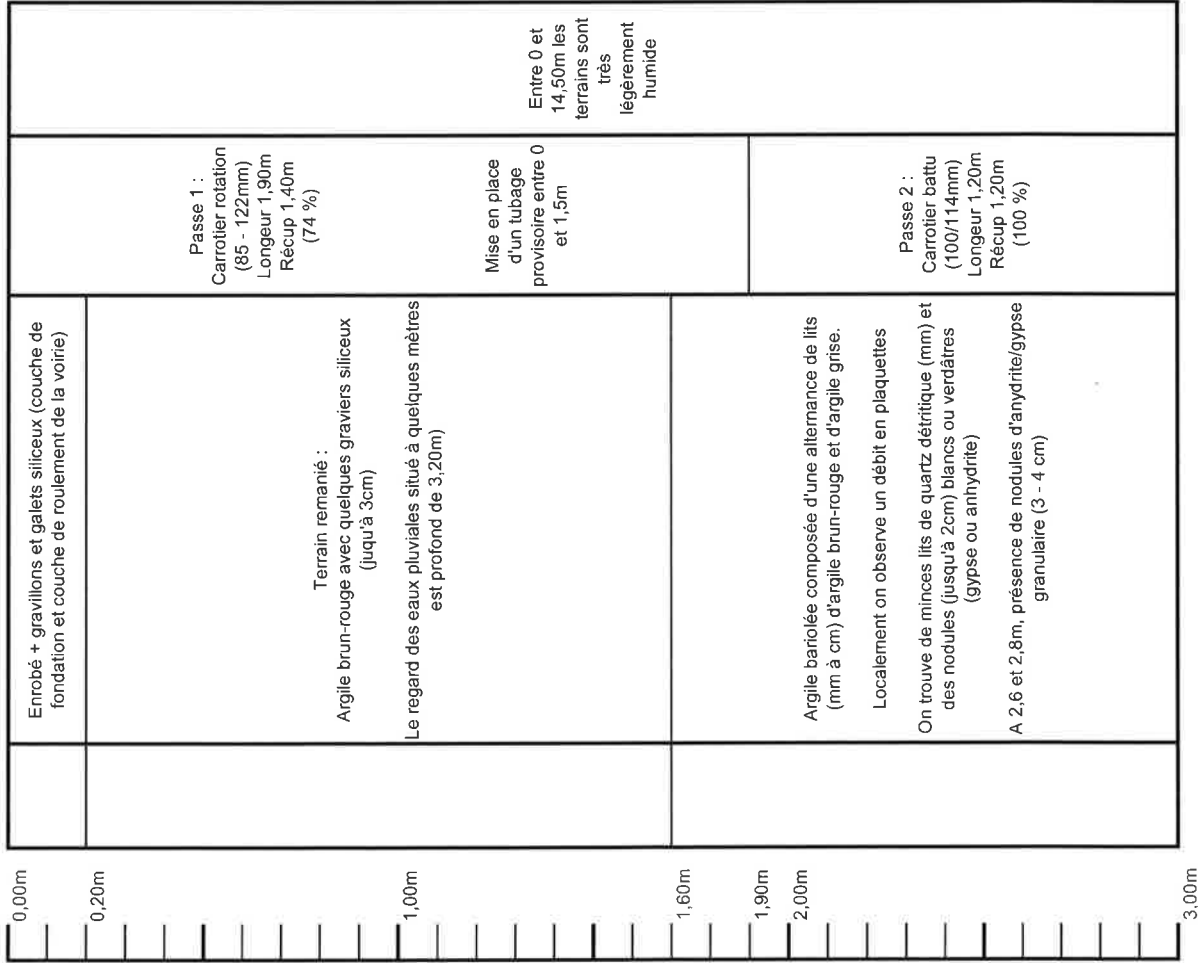 0,00m
0,20m
1,00m
1,60m
1,90m
2,00m
3,00m
Enrobé + gravillons et galets siliceux (couche de
fondation et couche de roulement de la voirie)
Terrain remanié :
Argile brun-rouge avec quelques graviers siliceux
(juqu'à 3cm)
Le regard des eaux pluviales situé à quelques mètres
est profond de 3,20m)
Argile bariolée composée d'une alternance de lits
(mm à cm) d'argile brun-rouge et d'argile grise.
Localement on observe un débit en plaquettes
On trouve de minces lits de quartz détritique (mm) et
des nodules (jusqu'à 2cm) blancs ou verdâtres
(gypse ou anhydrite)
A 2,6 et 2,8m, présence de nodules d'anydrite/gypse
granulaire (3 - 4 cm)
Passe 1 :
Carrotier rotation
(85 - 122mm)
Longeur 1,90m
Récup 1,40m
(74 %)
Mise en place
d'un tubage
provisoire entre 0
et 1,5m
Passe 2 :
Carrotier battu
(100/114mm)
Longeur 1,20m
Récup 1,20m
(100 %)
Entre 0 et
14,50m les
terrains sont
très
légèrement
humide